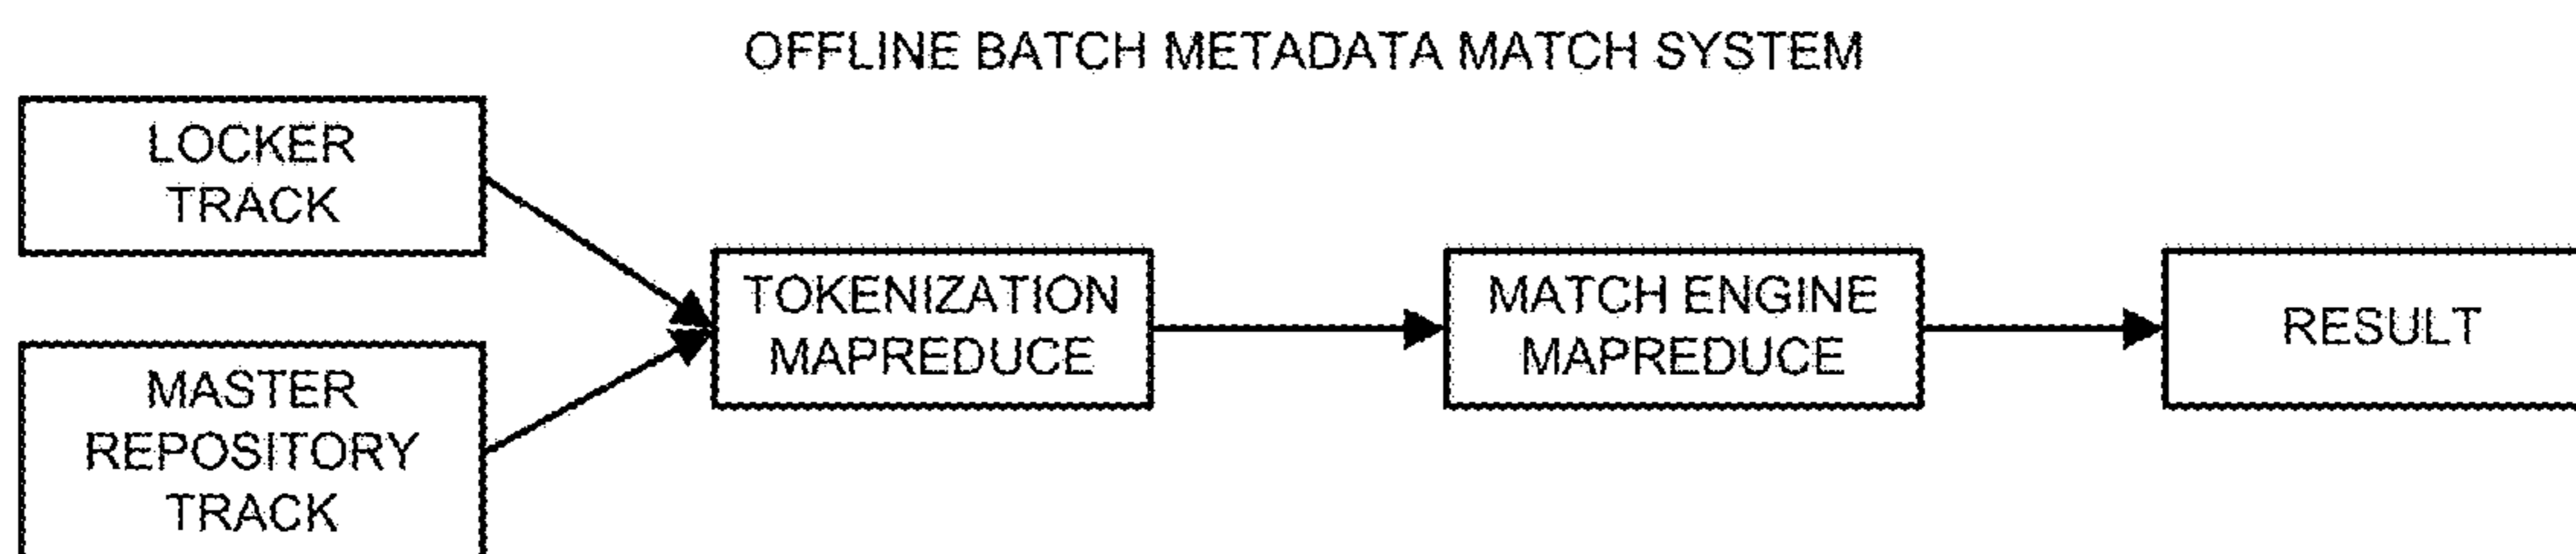 OFFLINE BATCH METADATA MATCH SYSTEM
LOCKER
TRACK
MASTER
REPOSITORY
TRACK
TOKENIZATION
MAPREDUCE
MATCH ENGINE
MAPREDUCE
RESULT